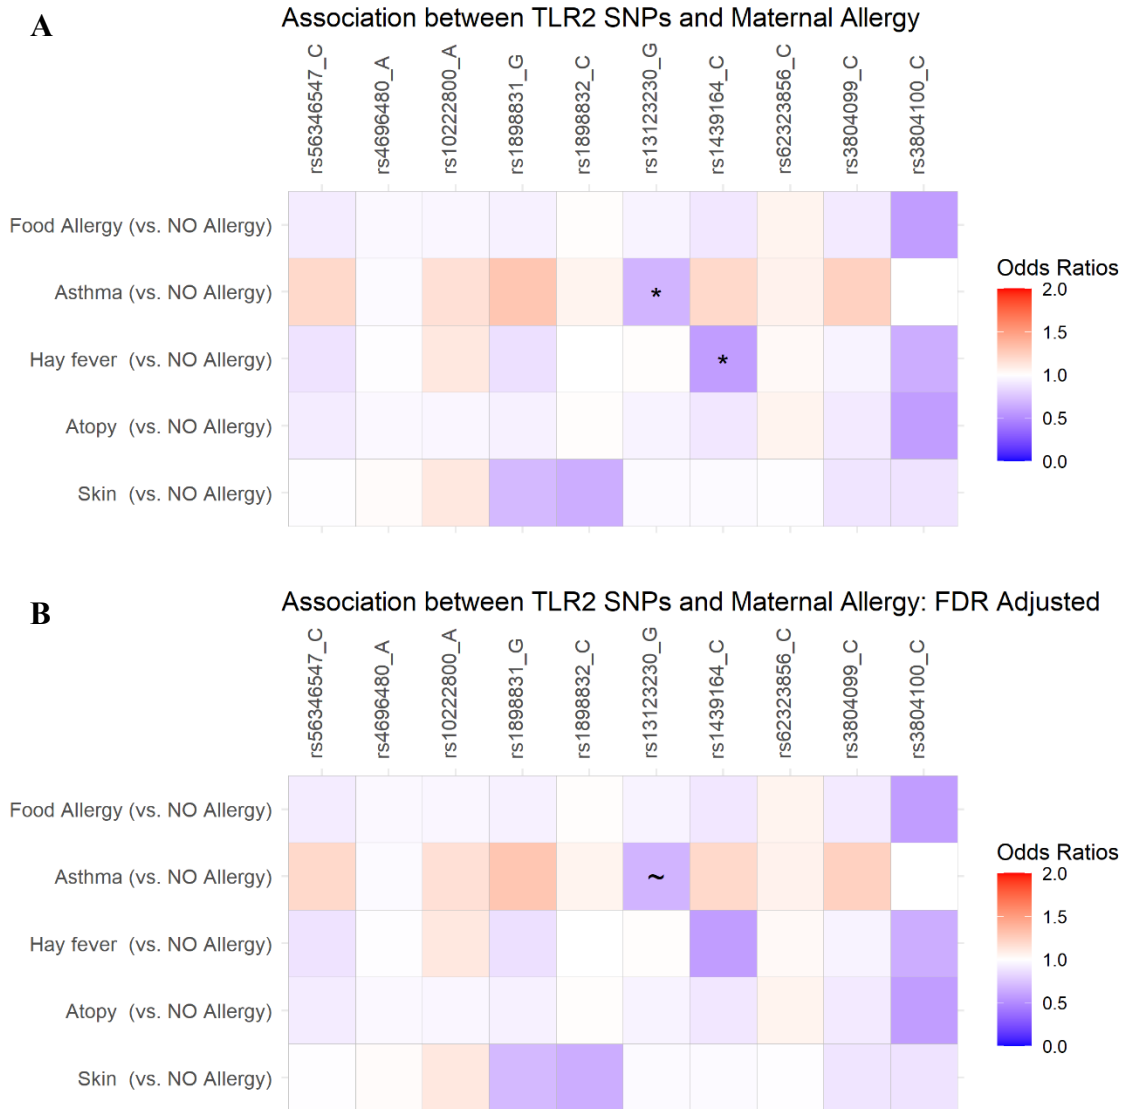 A
Association between TLR2 SNPs and Maternal Allergy
rs56346547_C
rs4696480_A
rs10222800_A
rs1898831_G
rs1898832_C
rs13123230_G
rs1439164_C
rs62323856_C
rs3804099_C
rs3804100_C
Food Allergy (vs. NO Allergy)
Asthma (vs. NO Allergy)
*
Hay fever (vs. NO Allergy)
*
Atopy (vs. NO Allergy)
Skin (vs. NO Allergy)
Odds Ratios
2.0
1.5
1.0
0.5
0.0
B
Association between TLR2 SNPs and Maternal Allergy: FDR Adjusted
rs56346547_C
rs4696480_A
rs10222800_A
rs1898831_G
rs1898832_C
rs13123230_G
rs1439164_C
rs62323856_C
rs3804099_C
rs3804100_C
Food Allergy (vs. NO Allergy)
Asthma (vs. NO Allergy)
~
Hay fever (vs. NO Allergy)
Atopy (vs. NO Allergy)
Skin (vs. NO Allergy)
Odds Ratios
2.0
1.5
1.0
0.5
0.0